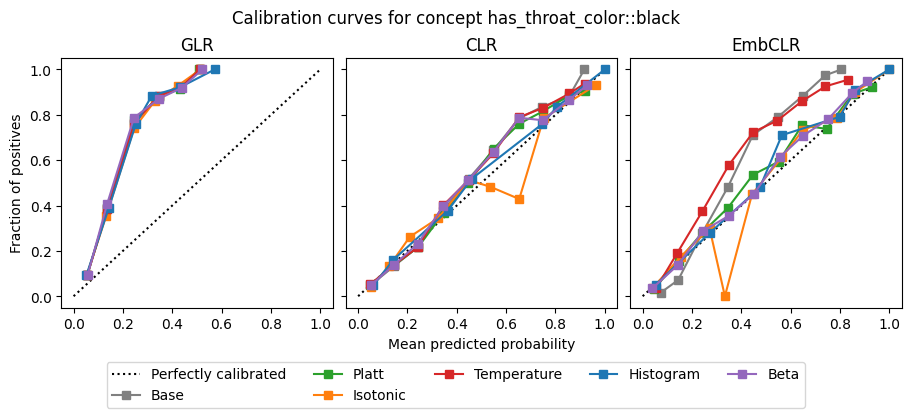 Calibration curves for concept has_throat_color::black
GLR
CLR
EmbCLR
Fraction of positives
1.0
0.8
0.6
0.4
0.2
0.0
0.0 0.2 0.4 0.6 0.8 1.0
0.0 0.2 0.4 0.6 0.8 1.0
0.0 0.2 0.4 0.6 0.8 1.0
Mean predicted probability
Perfectly calibrated
Base
Platt
Isotonic
Temperature
Histogram
Beta